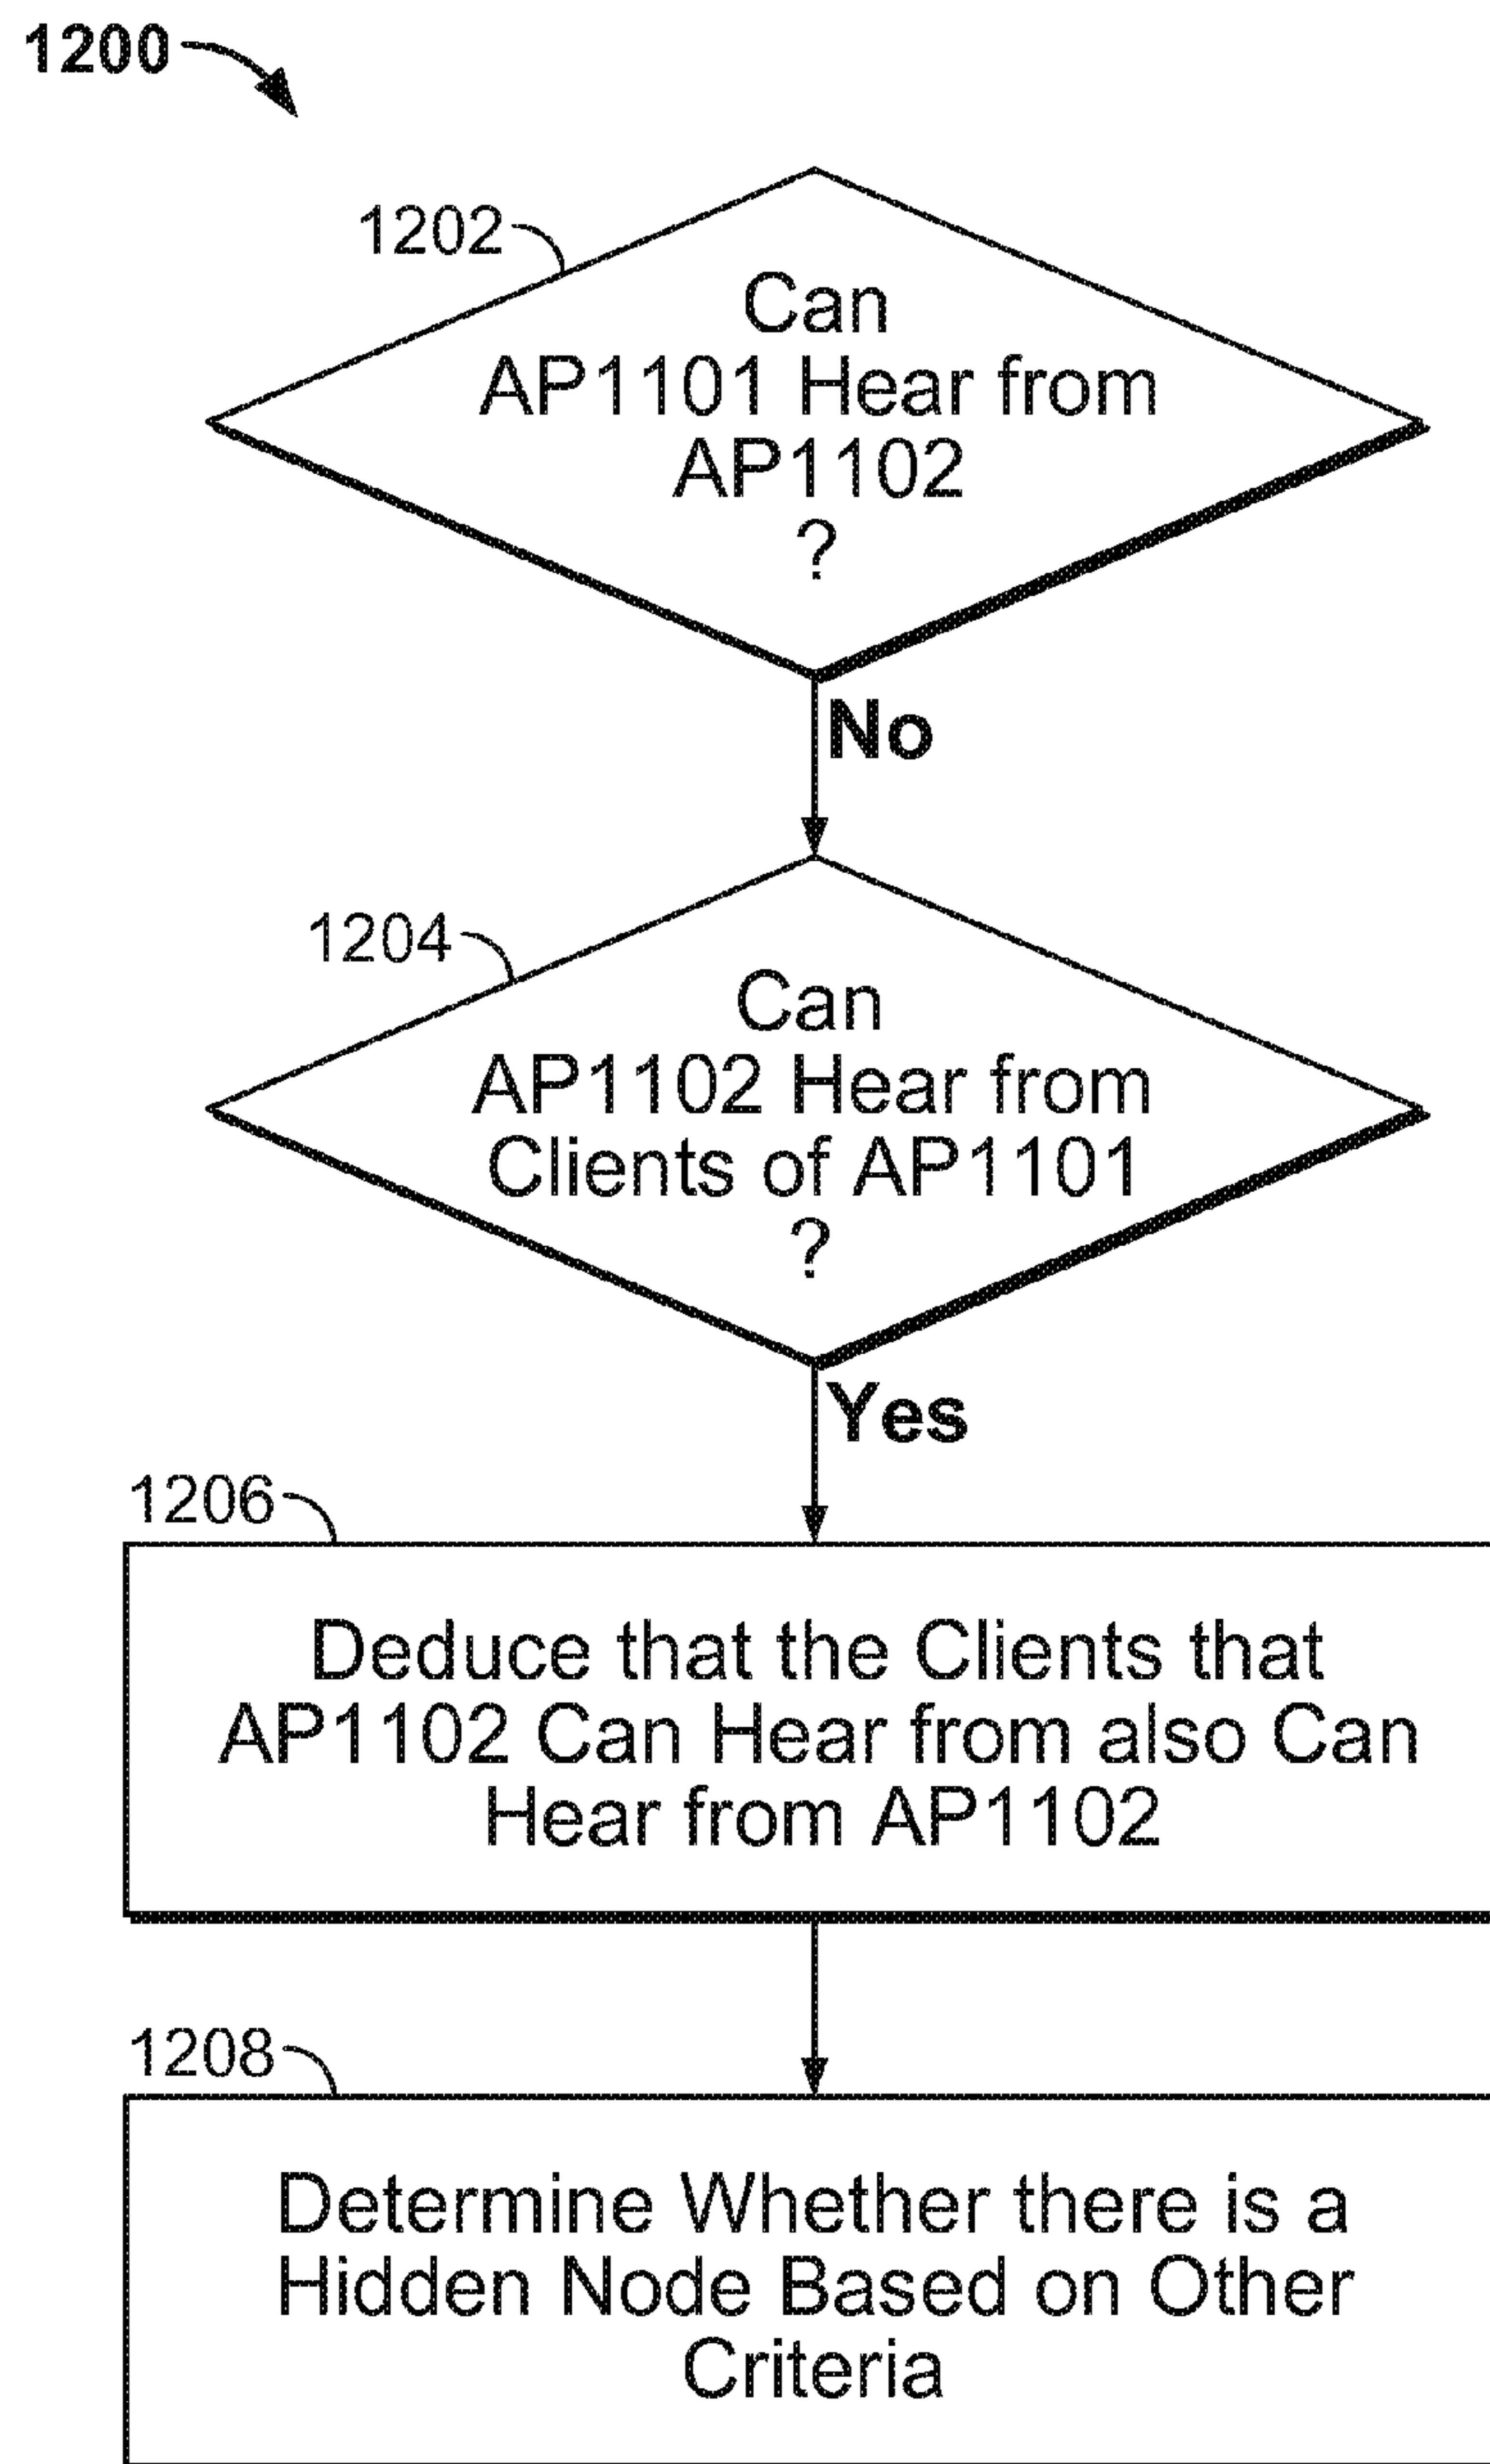 1200
1202
Can
AP1101 Hear from
AP1102
?
No
1204
Can
AP1102 Hear from
Clients of AP1101
?
Yes
1206
Deduce that the Clients that
AP1102 Can Hear from also Can
Hear from AP1102
1208
Determine Whether there is a
Hidden Node Based on Other
Criteria